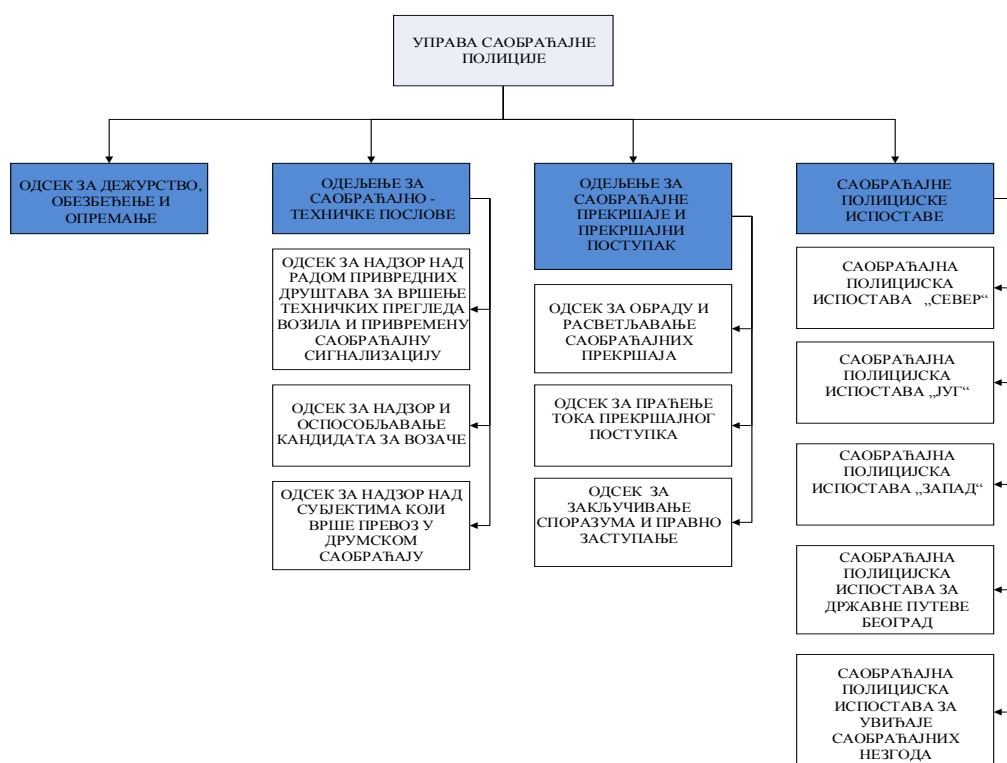 УПРАВА САОБРАЋАЈНЕ
ПОЛИЦИЈЕ
ОДСЕК ЗА ДЕЖУРСТВО,
ОБЕЗБЕЂЕЊЕ И
ОПРЕМАЊЕ
ОДЕЉЕЊЕ ЗА
САОБРАЋАЈНО -
ТЕХНИЧКЕ ПОСЛОВЕ
ОДСЕК ЗА НАДЗОР НАД
РАДОМ ПРИВРЕДНИХ
ДРУШТАВА ЗА ВРШЕЊЕ
ТЕХНИЧКИХ ПРЕГЛЕДА
ВОЗИЛА И ПРИВРЕМЕНУ
САОБРАЋАЈНУ
СИГНАЛИЗАЦИЈУ
ОДСЕК ЗА НАДЗОР И
ОСПОСОБЉАВАЊЕ
КАНДИДАТА ЗА ВОЗАЧЕ
ОДСЕК ЗА НАДЗОР НАД
СУБЈЕКТИМА КОЈИ
ВРШЕ ПРЕВОЗ У
ДРУМСКОМ
САОБРАЋАЈУ
ОДЕЉЕЊЕ ЗА
САОБРАЋАЈНЕ
ПРЕКРШАЈЕ И
ПРЕКРШАЈНИ
ПОСТУПАК
ОДСЕК ЗА ОБРАДУ И
РАСВЕТЉАВАЊЕ
САОБРАЋАЈНИХ
ПРЕКРШАЈА
ОДСЕК ЗА ПРАЋЕЊЕ
ТОКА ПРЕКРШАЈНОГ
ПОСТУПКА
ОДСЕК ЗА
ЗАКЉУЧИВАЊЕ
СПОРАЗУМА И ПРАВНО
ЗАСТУПАЊЕ
САОБРАЋАЈНЕ
ПОЛИЦИЈСКЕ
ИСПОСТАВЕ
САОБРАЋАЈНА
ПОЛИЦИЈСКА
ИСПОСТАВА „СЕВЕР“
САОБРАЋАЈНА
ПОЛИЦИЈСКА
ИСПОСТАВА „ЈУГ“
САОБРАЋАЈНА
ПОЛИЦИЈСКА
ИСПОСТАВА „ЗАПАД“
САОБРАЋАЈНА
ПОЛИЦИЈСКА
ИСПОСТАВА ЗА
ДРЖАВНЕ ПУТЕВЕ
БЕОГРАД
САОБРАЋАЈНА
ПОЛИЦИЈСКА
ИСПОСТАВА ЗА
УВИЂАЈЕ
САОБРАЋАЈНИХ
НЕЗГОДА